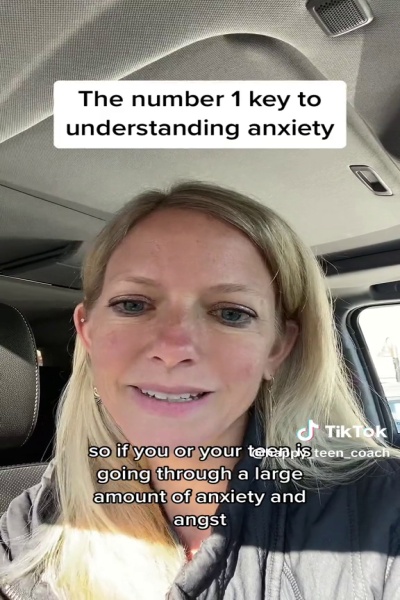 The number 1 key to
understanding anxiety
TikTok
so if you or your teen is
@happy_teen_coach
going through a large
amount of anxiety and
angst